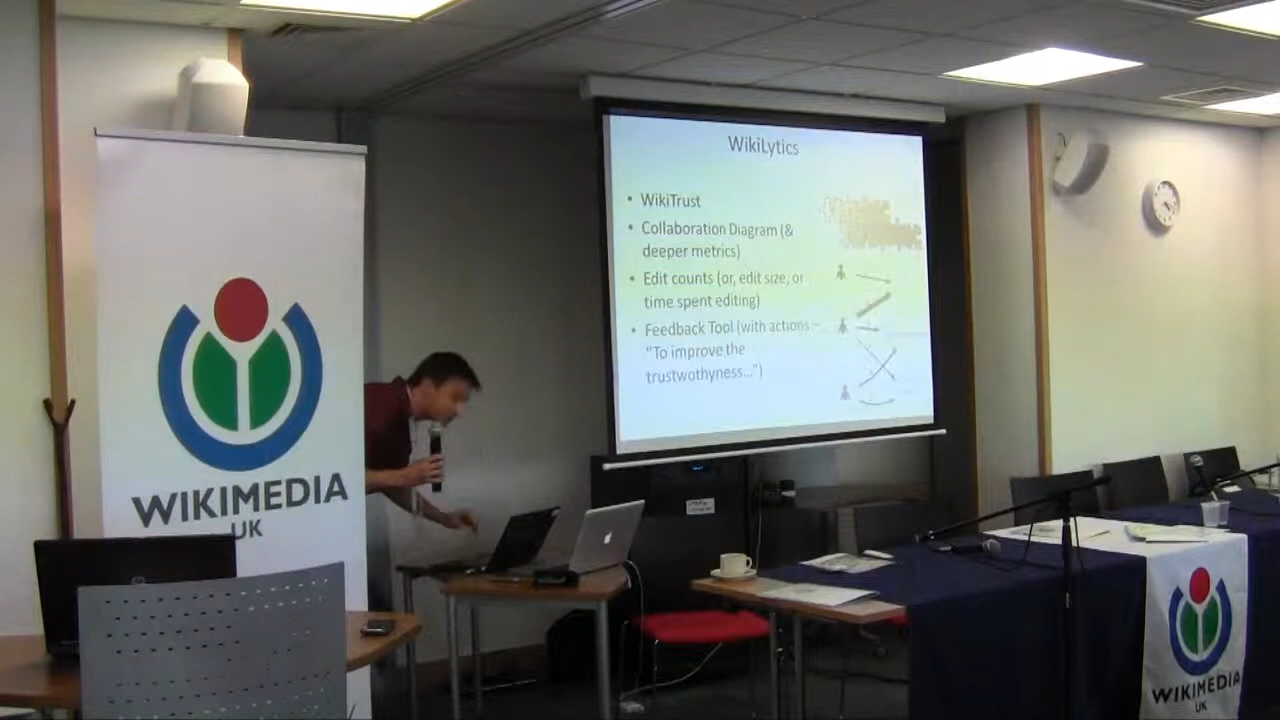 WikiLytics
• WikiTrust
• Collaboration Diagram (&
deeper metrics)
• Edit counts (or, edit size, or
time spent editing)
• Feedback Tool (with actions
“To improve the
trustwothyness...”)
WIKIMEDIA
UK
WIKIMEDIA
UK